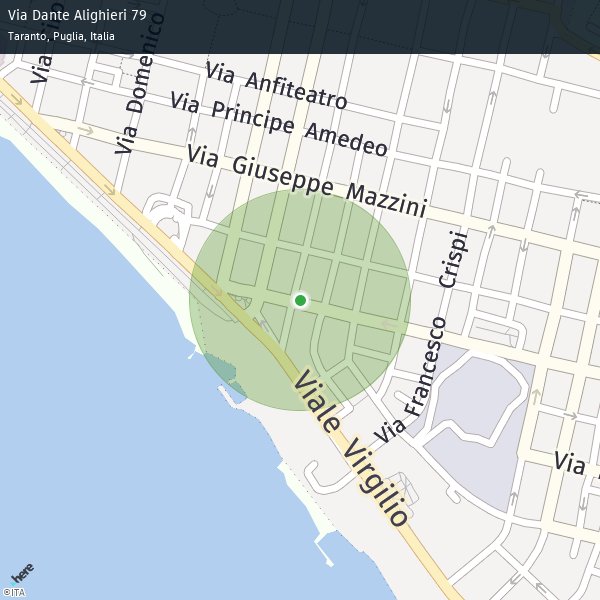 Via Dante Alighieri 79
Taranto, Puglia, Italia
Via
Via Domenico
Via Anfiteatro
Via Principe Amedeo
Via Giuseppe Mazzini
Via Francesco Crispi
Viale Virgilio
Via
here
©ITA